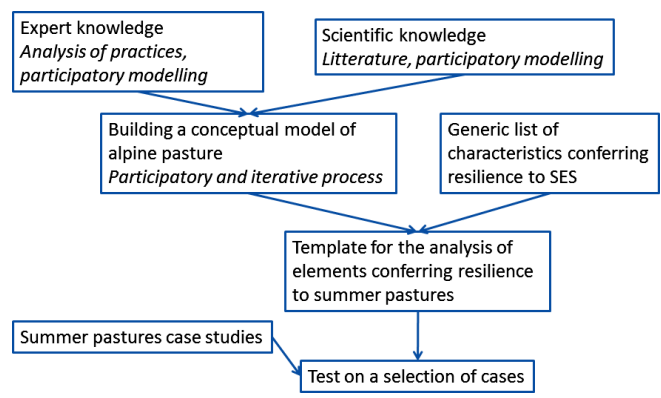 Expert knowledge
Analysis of practices,
participatory modelling
Scientific knowledge
Litterature, participatory modelling
Building a conceptual model of
alpine pasture
Participatory and iterative process
Generic list of
characteristics conferring
resilience to SES
Template for the analysis of
elements conferring resilience
to summer pastures
Summer pastures case studies
Test on a selection of cases